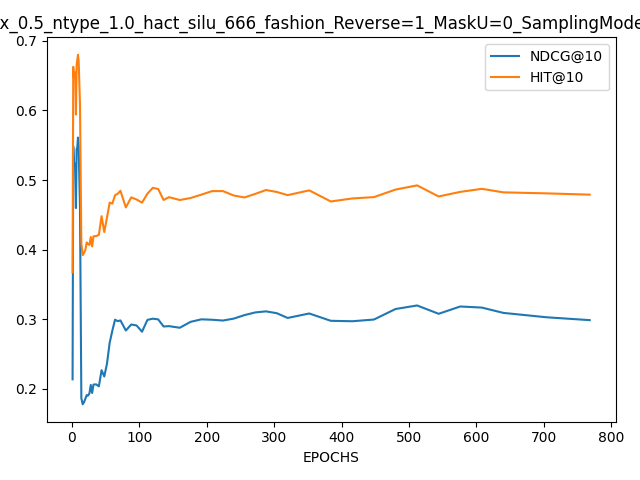 x_0.5_ntype_1.0_hact_silu_666_fashion_Reverse=1_MaskU=0_SamplingMode
0.7
0.6
0.5
0.4
0.3
0.2
NDCG@10
HIT@10
0 100 200 300 400 500 600 700 800
EPOCHS